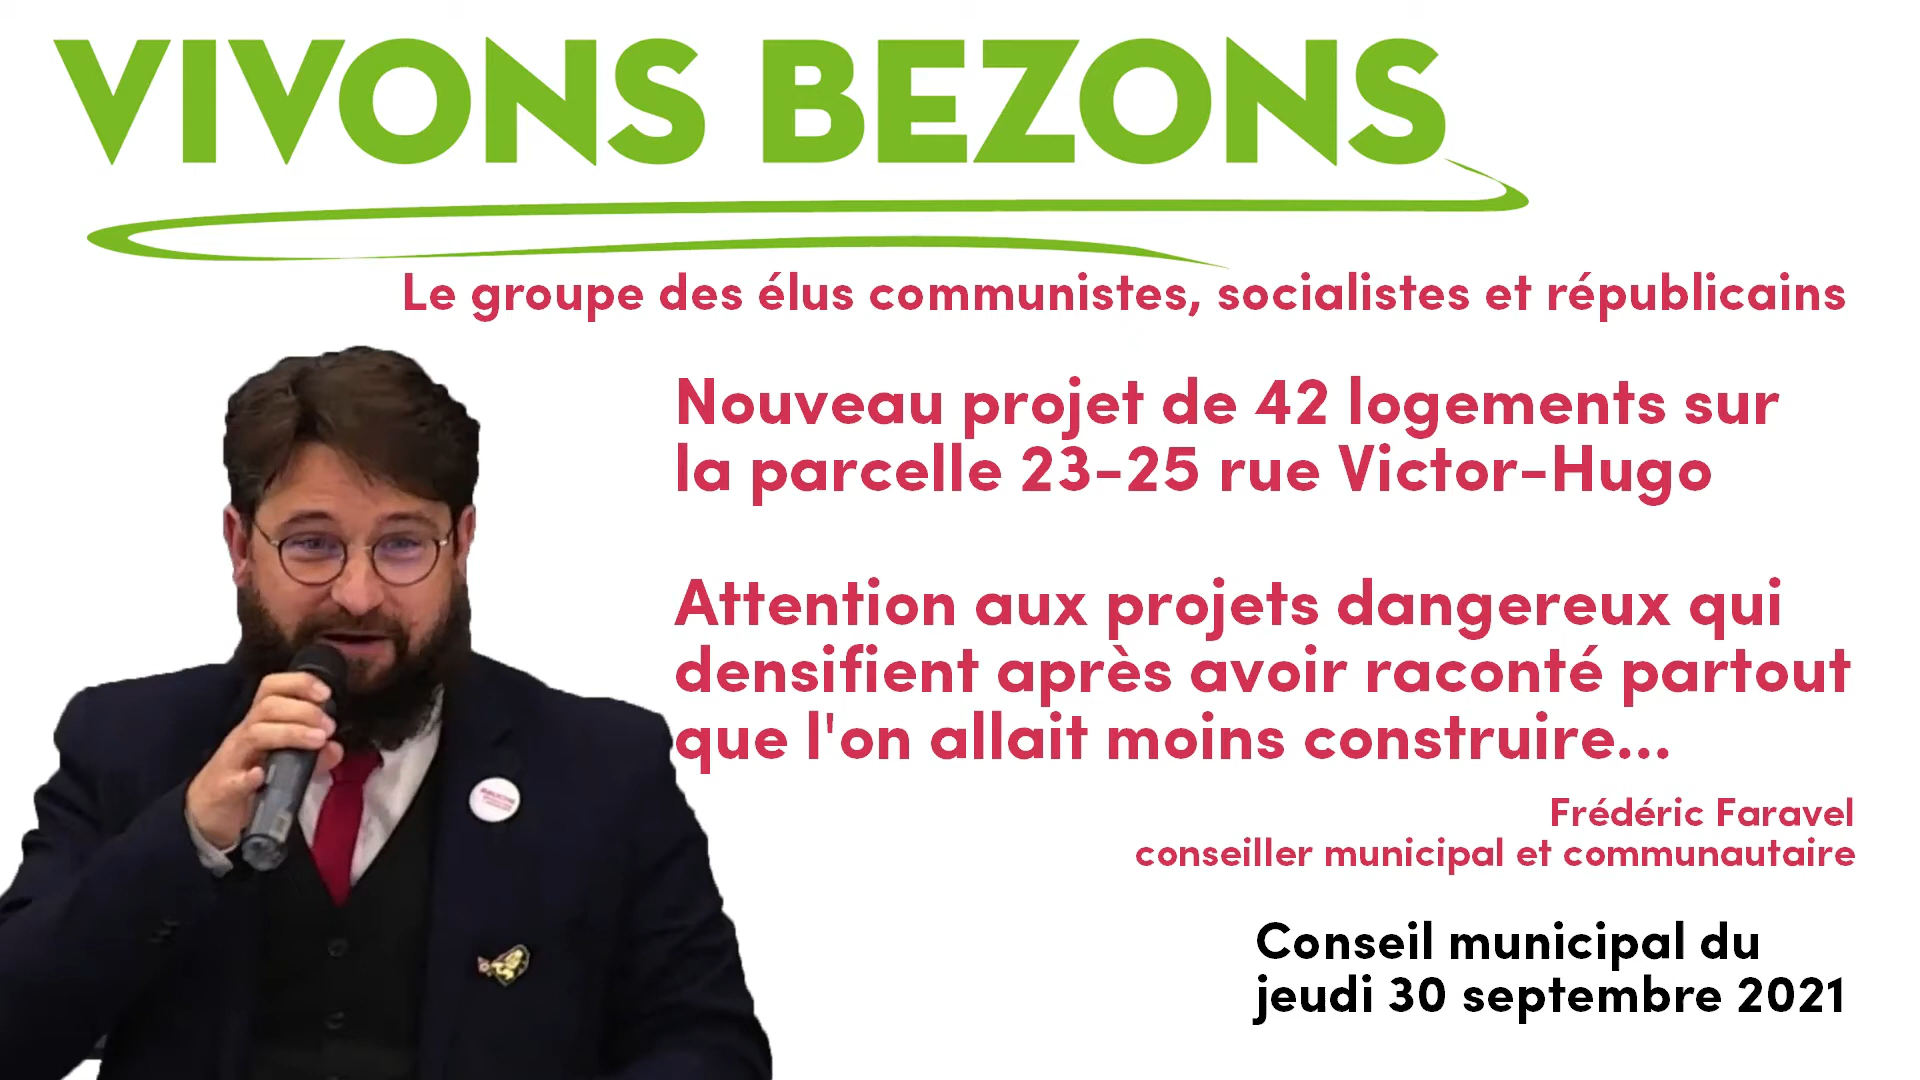 VIVONS BEZONS
Le groupe des élus communistes, socialistes et républicains
Nouveau projet de 42 logements sur
la parcelle 23-25 rue Victor-Hugo
Attention aux projets dangereux qui
densifient après avoir raconté partout
que l'on allait moins construire...
Frédéric Faravel
conseiller municipal et communautaire
Conseil municipal du
jeudi 30 septembre 2021